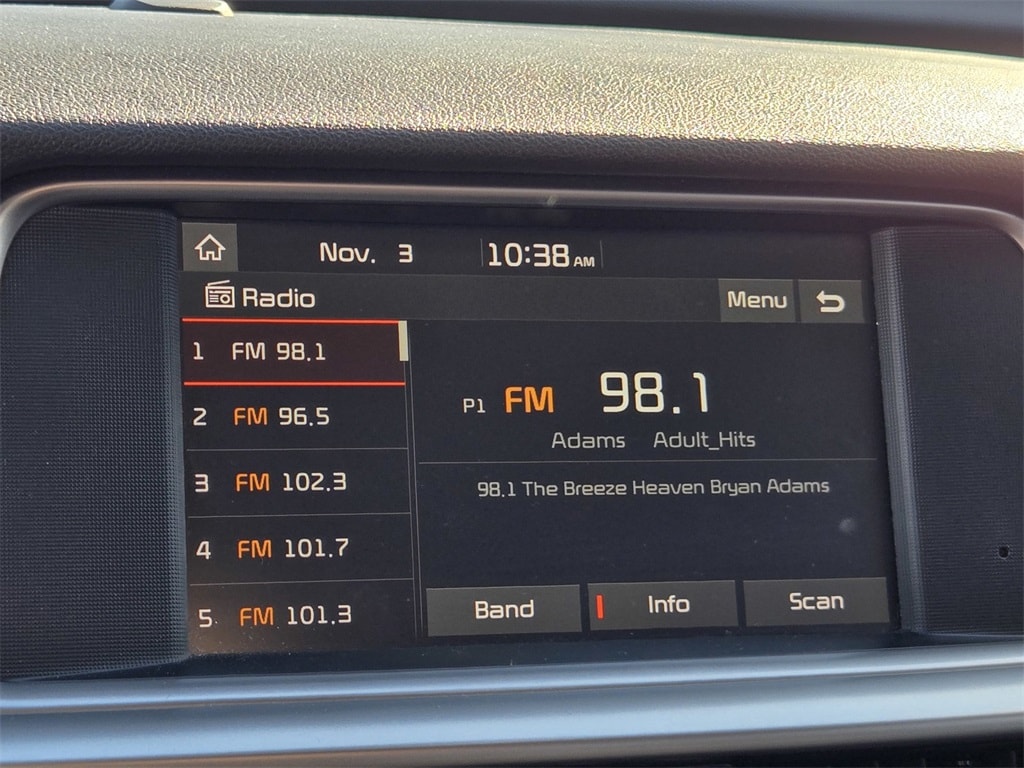 Nov. 3 10:38 AM
Radio Menu
1 FM 98.1
2 FM 96.5
3 FM 102.3
4 FM 101.7
5 FM 101.3
P1 FM 98.1
Adams Adult_Hits
98.1 The Breeze Heaven Bryan Adams
Band Info Scan